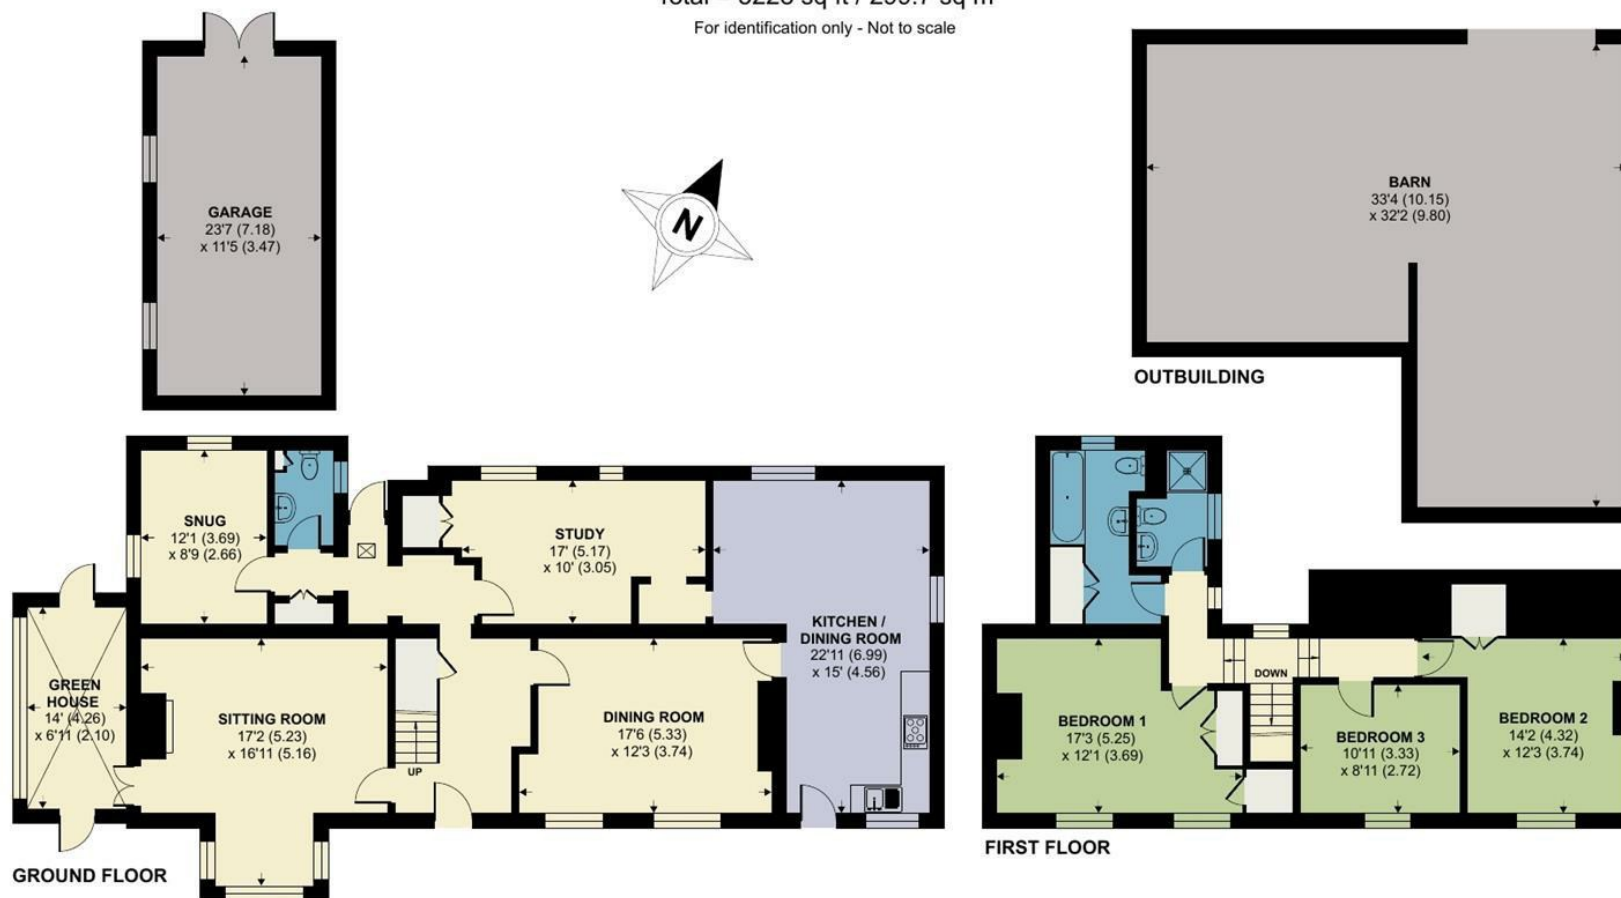 For identification only - Not to scale
N
GARAGE
23'7 (7.18)
x 11'5 (3.47)
BARN
33'4 (10.15)
x 32'2 (9.80)
OUTBUILDING
SNUG
12'1 (3.69)
x 8'9 (2.66)
STUDY
17' (5.17)
x 10' (3.05)
KITCHEN /
DINING ROOM
22'11 (6.99)
x 15' (4.56)
GREEN
HOUSE
14' (4.26)
x 6'11 (2.10)
SITTING ROOM
17'2 (5.23)
x 16'11 (5.16)
UP
DINING ROOM
17'6 (5.33)
x 12'3 (3.74)
GROUND FLOOR
DOWN
BEDROOM 1
17'3 (5.25)
x 12'1 (3.69)
BEDROOM 3
10'11 (3.33)
x 8'11 (2.72)
BEDROOM 2
14'2 (4.32)
x 12'3 (3.74)
FIRST FLOOR